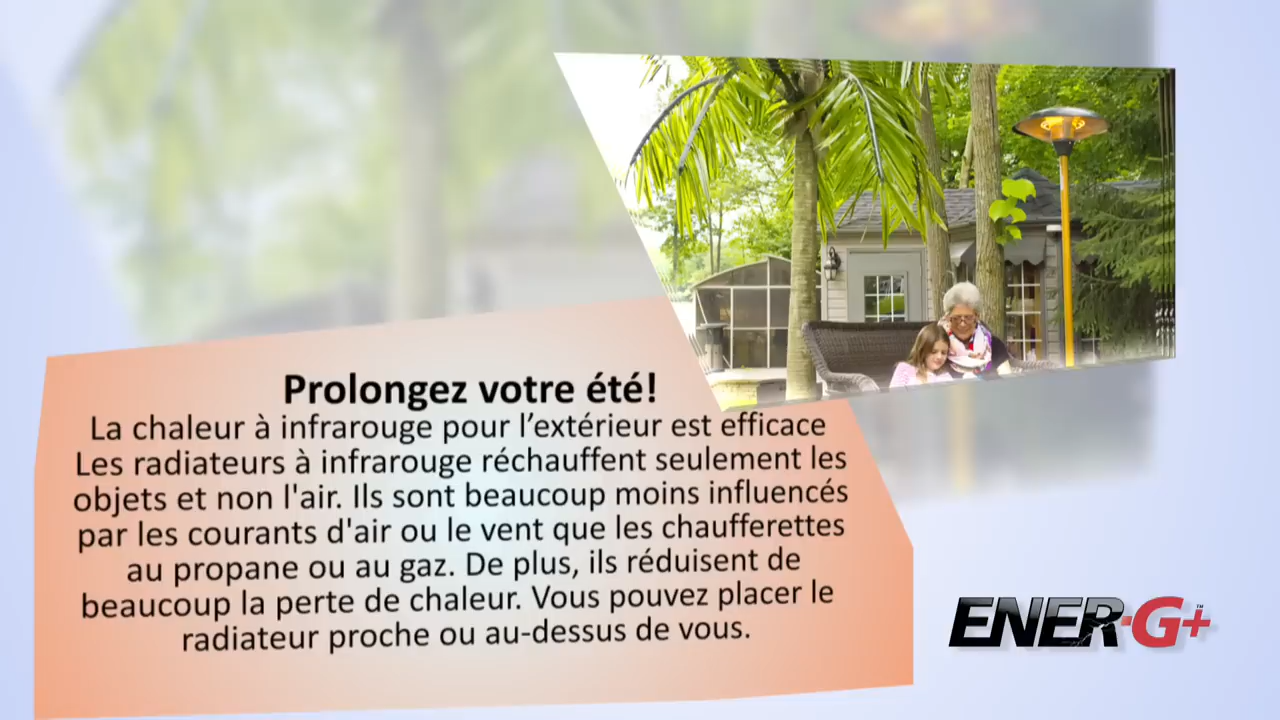 Prolongez votre été!
La chaleur à infrarouge pour l’extérieur est efficace
Les radiateurs à infrarouge réchauffent seulement les
objets et non l'air. Ils sont beaucoup moins influencés
par les courants d'air ou le vent que les chaufferettes
au propane ou au gaz. De plus, ils réduisent de
beaucoup la perte de chaleur. Vous pouvez placer le
radiateur proche ou au-dessus de vous.
ENER-G+™